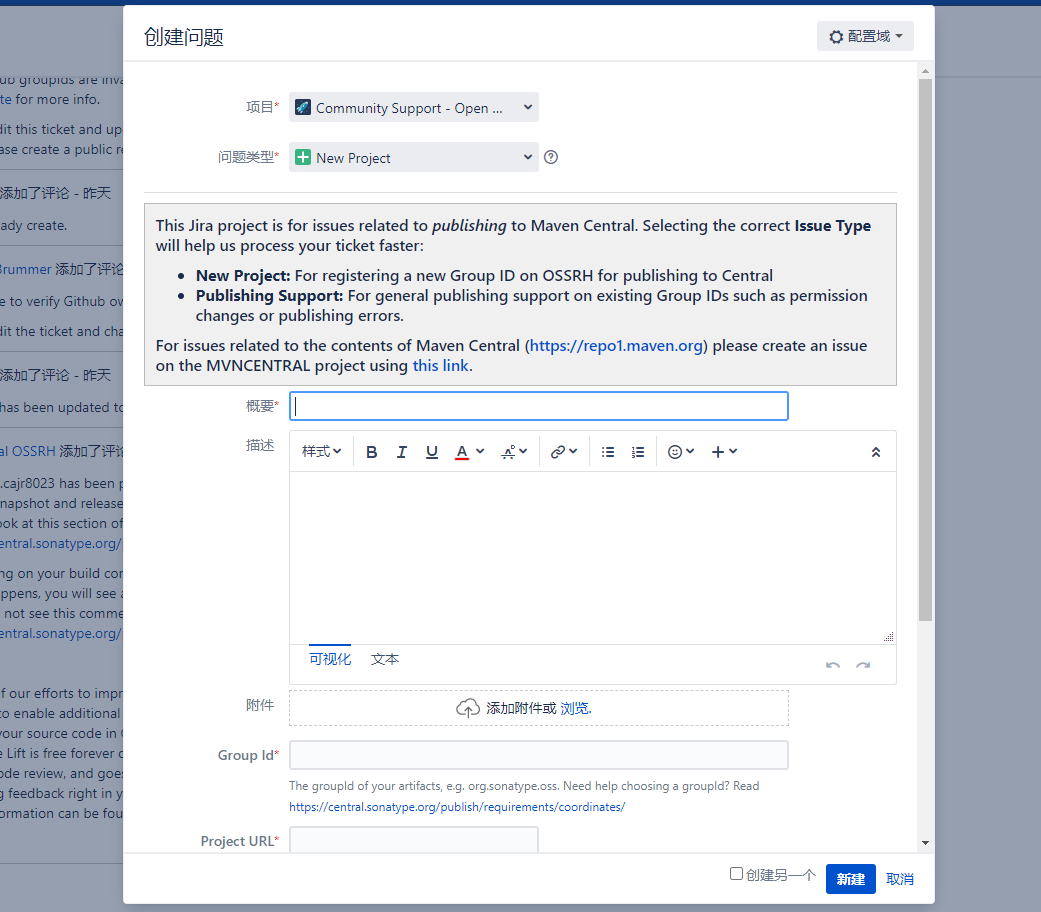 创建问题
配置域
ub groupids are inva
te for more info.
dit this ticket and up
ase create a public re
添加了评论 - 昨天
ady create.
Brummer 添加了评论
e to verify Github ow
dit the ticket and cha
添加了评论 - 昨天
has been updated to
al OSSRH 添加了评论
.cajr8023 has been p
napshot and release
ook at this section of
entral.sonatype.org/
ng on your build cor
ppens, you will see a
not see this comme
entral.sonatype.org/
f our efforts to impr
to enable additional
your source code in
e Lift is free forever
ode review, and goes
g feedback right in y
ormation can be fou
项目*
Community Support - Open ...
问题类型*
New Project
This Jira project is for issues related to publishing to Maven Central. Selecting the correct Issue Type
will help us process your ticket faster:
• New Project: For registering a new Group ID on OSSRH for publishing to Central
• Publishing Support: For general publishing support on existing Group IDs such as permission
changes or publishing errors.
For issues related to the contents of Maven Central (https://repo1.maven.org) please create an issue
on the MVNCENTRAL project using this link.
概要*
描述
样式 B I U A
可视化 文本
附件
添加附件或 浏览.
Group Id*
The groupId of your artifacts, e.g. org.sonatype.oss. Need help choosing a groupId? Read
https://central.sonatype.org/publish/requirements/coordinates/
Project URL*
创建另一个 新建 取消